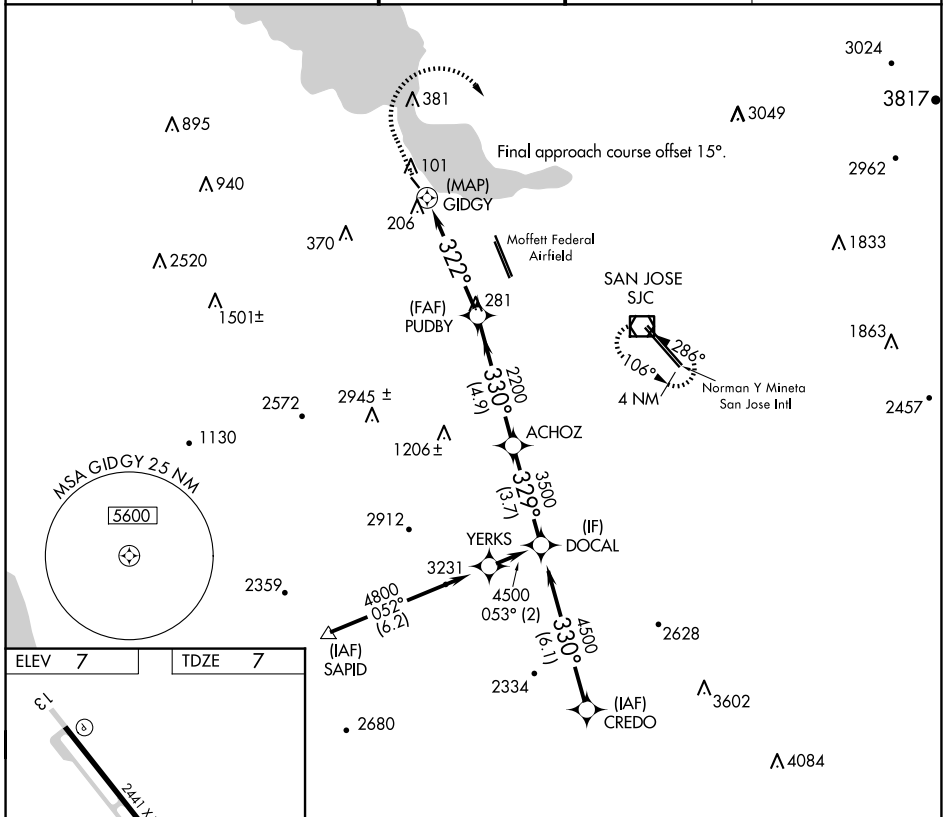 3024
3817
381
3049
895
Final approach course offset 15°.
101
2962
(MAP)
GIDGY
940
206
370
Moffett Federal
Airfield
1833
2520
322°
SAN JOSE
SJC
1501±
281
(FAF)
PUDBY
1863
286°
106°
4 NM
Norman Y Mineta
San Jose Intl
2200
330°
(4.9)
2945 ±
2572
2457
1130
1206±
ACHOZ
MSA GIDGY 25 NM
5600
3500
329°
(3.7)
2912
YERKS
(IF)
DOCAL
3231
2359
4800
052°
(6.2)
4500
053° (2)
(IAF)
SAPID
4500
330°
(6.1)
2628
2334
3602
(IAF)
CREDO
2680
4084
ELEV 7
TDZE 7
13
P
2441 X